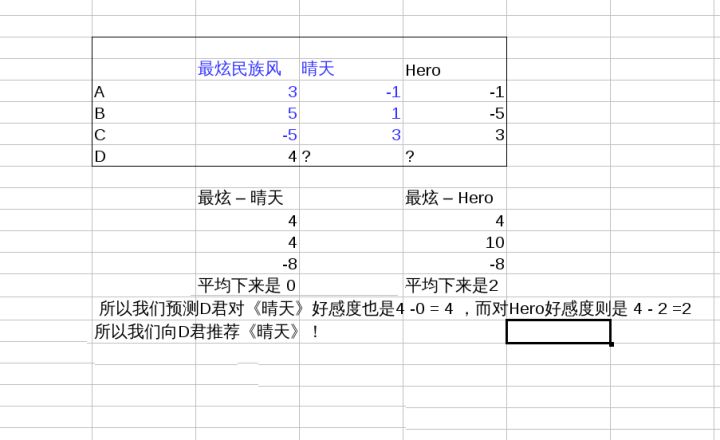 最炫民族风 晴天 Hero
A 3 -1 -1
B 5 1 -5
C -5 3 3
D 4 ? ?
最炫 – 晴天 最炫 – Hero
4 4
4 10
-8 -8
平均下来是 0 平均下来是2
所以我们预测D君对《晴天》好感度也是4 -0 = 4 ，而对Hero好感度则是 4 - 2 =2
所以我们向D君推荐《晴天》！